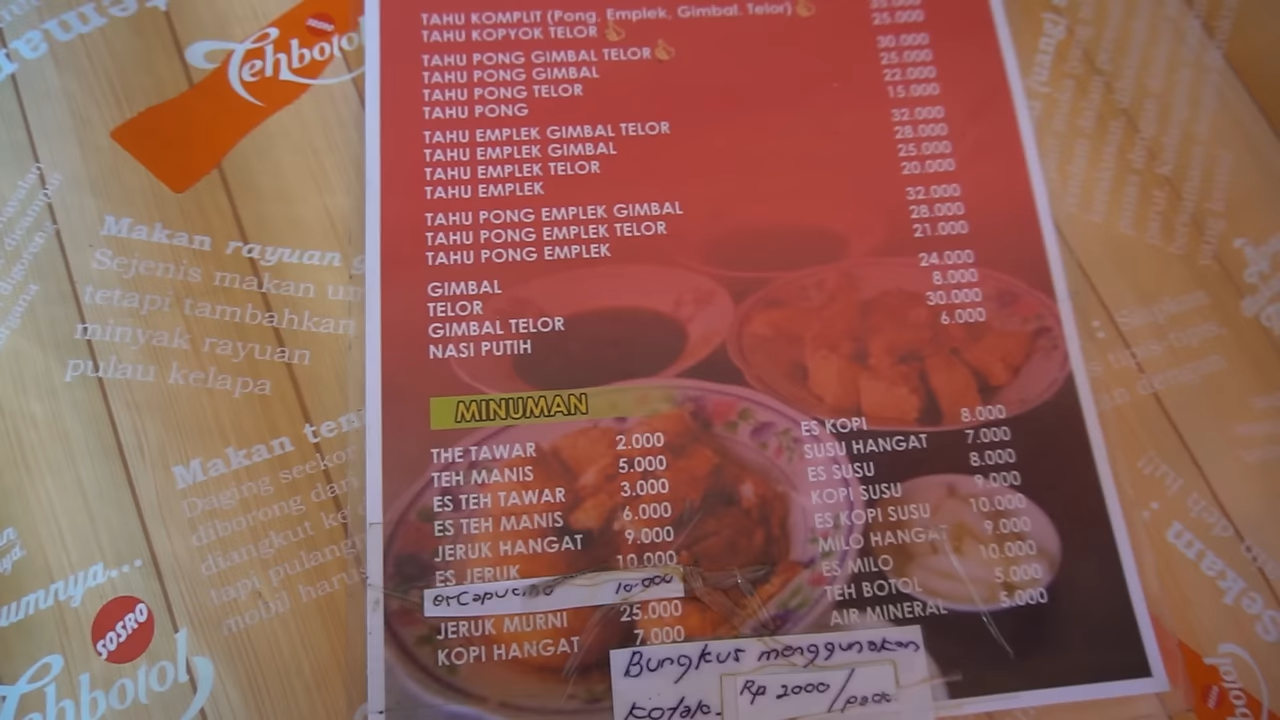 Tehbotol
SOSRO
Makan rayuan
Sejenis makan
tetapi tambahkan
minyak rayuan
pulau kelapa
Makan
Daging seekor
diborong dan
diangkut ke
tapi pulang
mobil harus
SOSRO
Tehbotol
TAHU KOMPLIT (Pong, Emplek, Gimbal, Telor)
TAHU KOPYOK TELOR 25.000
TAHU PONG GIMBAL TELOR 30.000
TAHU PONG GIMBAL 25.000
TAHU PONG TELOR 22.000
TAHU PONG 15.000
TAHU EMPLEK GIMBAL TELOR 32.000
TAHU EMPLEK GIMBAL 28.000
TAHU EMPLEK TELOR 25.000
TAHU EMPLEK 20.000
TAHU PONG EMPLEK GIMBAL 32.000
TAHU PONG EMPLEK TELOR 28.000
TAHU PONG EMPLEK 21.000
GIMBAL 24.000
TELOR 8.000
GIMBAL TELOR 30.000
NASI PUTIH 6.000
MINUMAN
THE TAWAR 2.000
TEH MANIS 5.000
ES TEH TAWAR 3.000
ES TEH MANIS 6.000
JERUK HANGAT 9.000
ES JERUK 10.000
es Capucino 10.000
JERUK MURNI 25.000
KOPI HANGAT 7.000
ES KOPI 8.000
SUSU HANGAT 7.000
ES SUSU 8.000
KOPI SUSU 9.000
ES KOPI SUSU 10.000
MILO HANGAT 9.000
ES MILO 10.000
TEH BOTOL 5.000
AIR MINERAL 5.000
Bungkus menggunakan
kotak. Rp 2000/pack